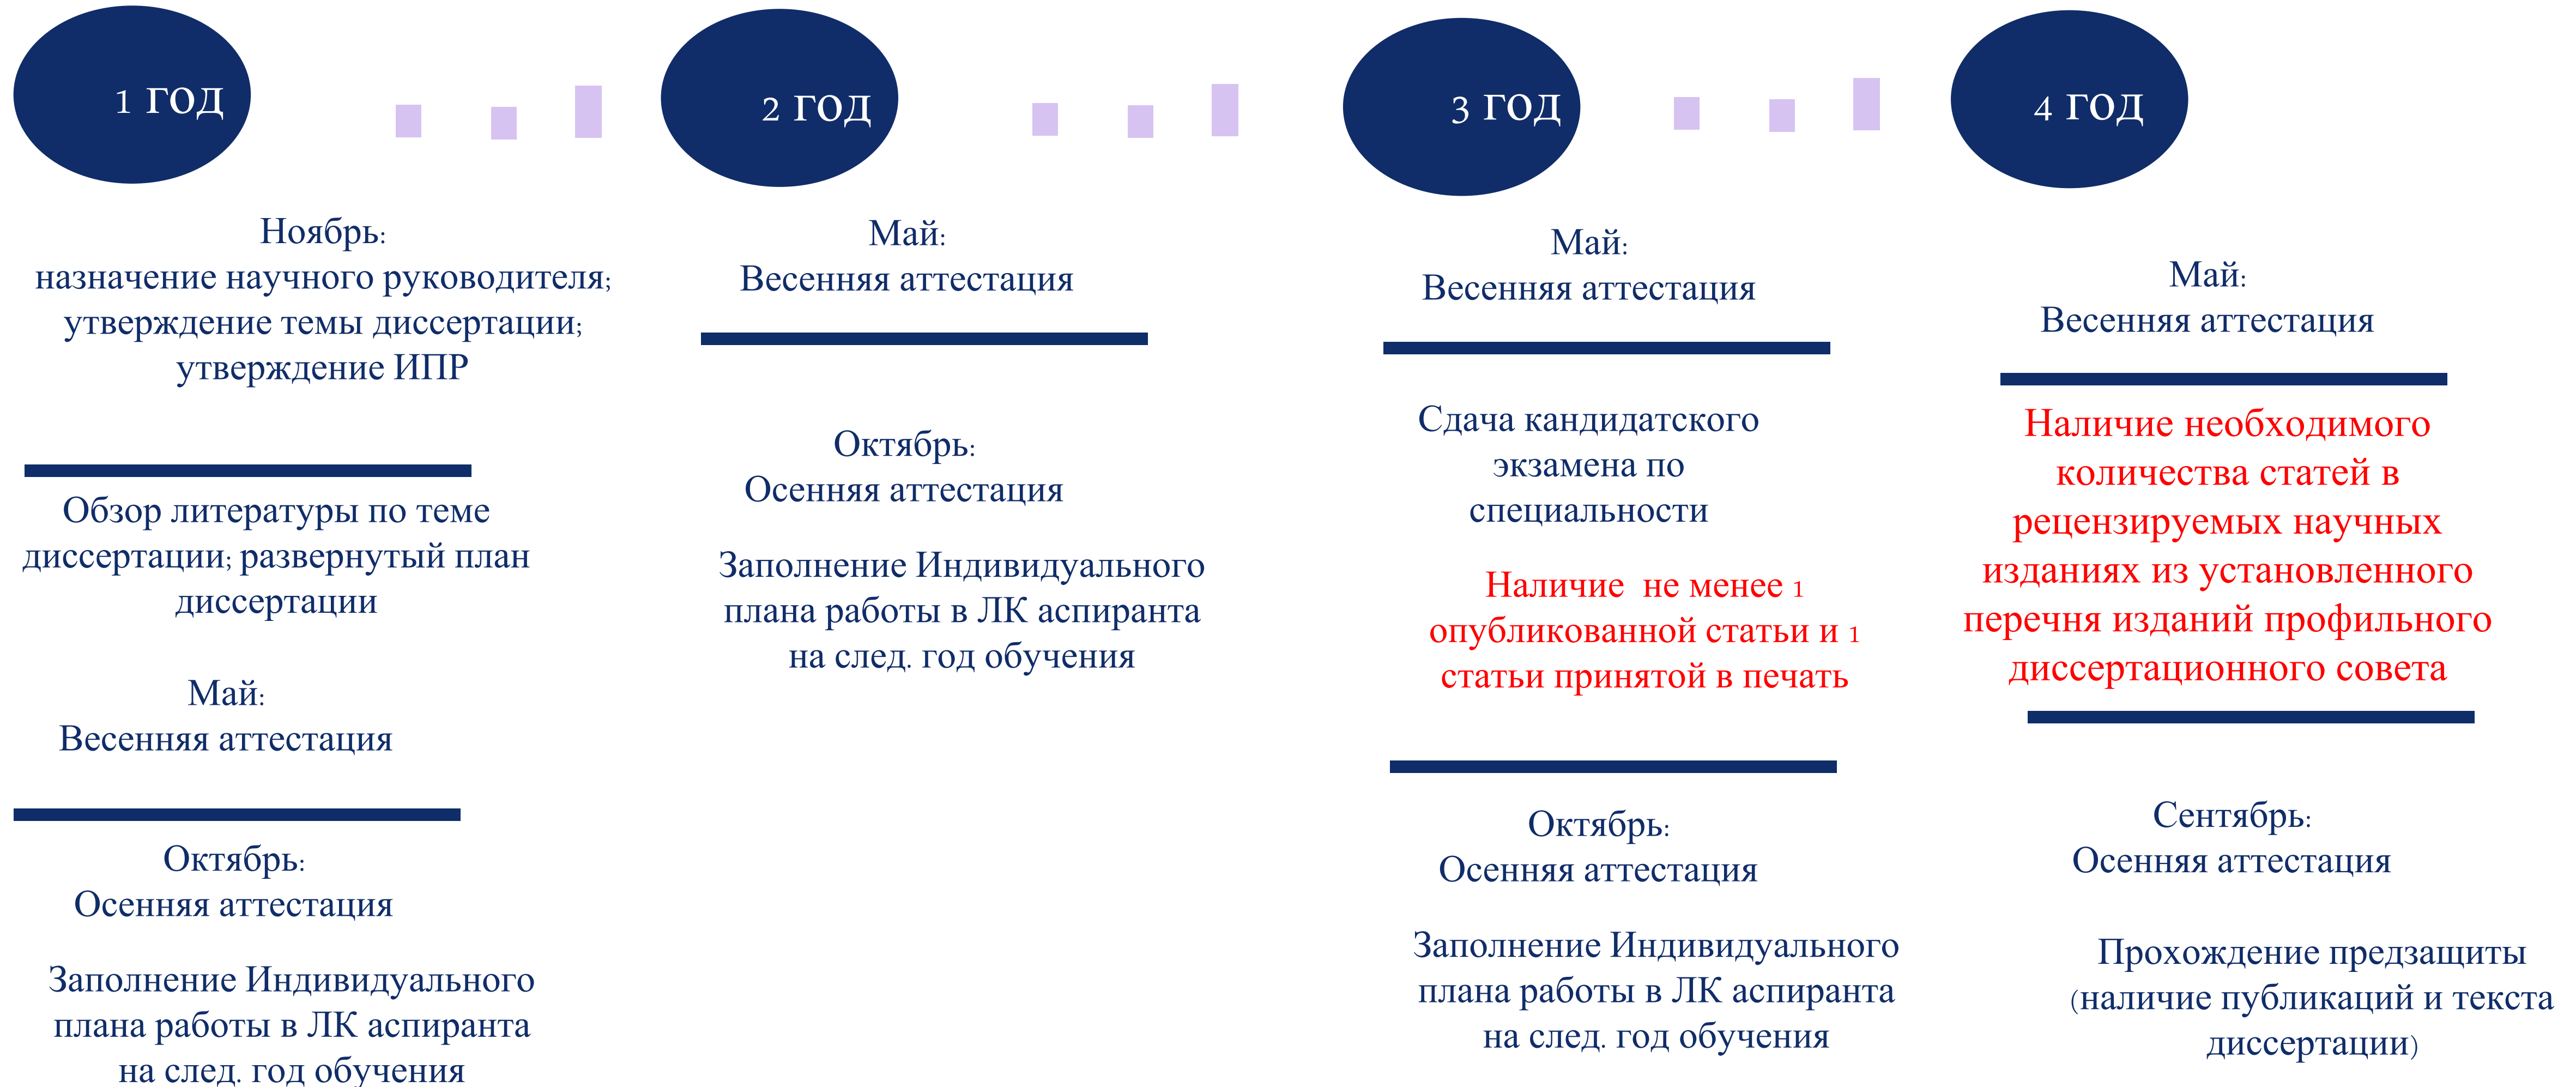 1 год
Ноябрь:
назначение научного руководителя;
утверждение темы диссертации;
утверждение ИПР
Обзор литературы по теме
диссертации; развернутый план
диссертации
Май:
Весенняя аттестация
Октябрь:
Осенняя аттестация
Заполнение Индивидуального
плана работы в ЛК аспиранта
на след. год обучения
2 год
Май:
Весенняя аттестация
Октябрь:
Осенняя аттестация
Заполнение Индивидуального
плана работы в ЛК аспиранта
на след. год обучения
3 год
Май:
Весенняя аттестация
Сдача кандидатского
экзамена по
специальности
Наличие  не менее 1
опубликованной статьи и 1
статьи принятой в печать
Октябрь:
Осенняя аттестация
Заполнение Индивидуального
плана работы в ЛК аспиранта
на след. год обучения
4 год
Май:
Весенняя аттестация
Наличие необходимого
количества статей в
рецензируемых научных
изданиях из установленного
перечня изданий профильного
диссертационного совета
Сентябрь:
Осенняя аттестация
Прохождение предзащиты
(наличие публикаций и текста
диссертации)